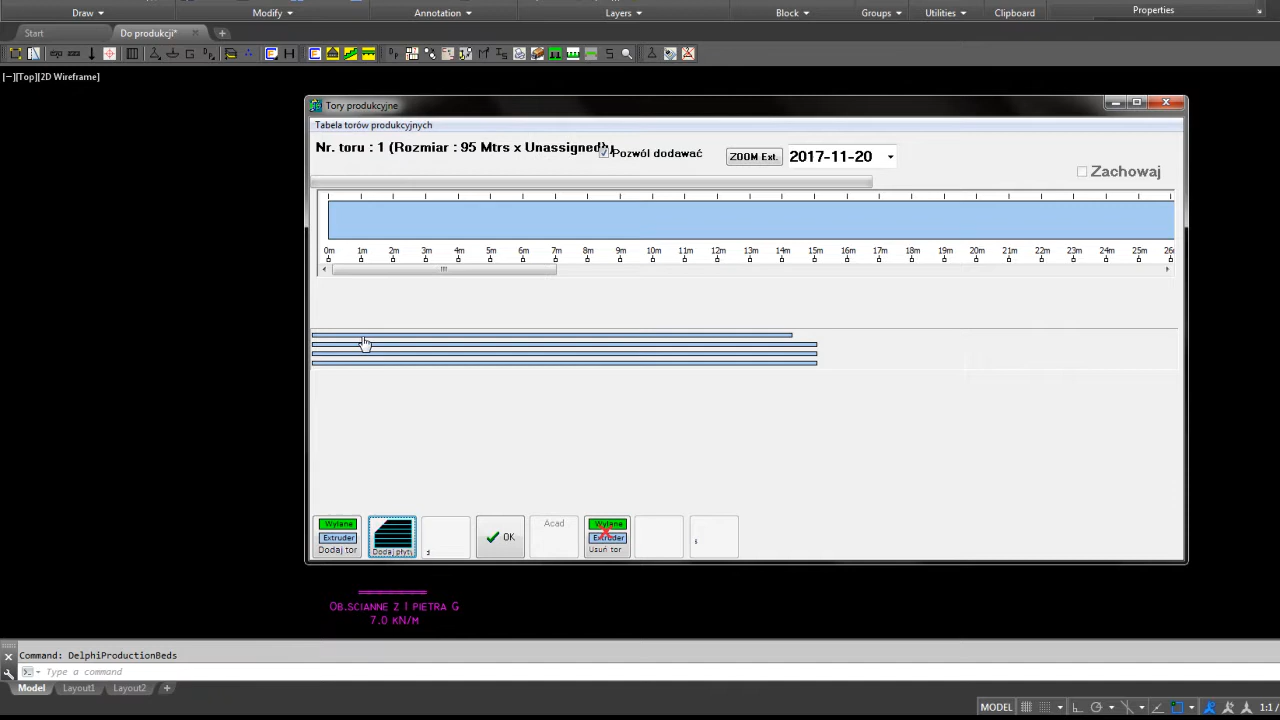 Draw Modify Annotation Layers Block Groups Utilities Clipboard Properties
Start Do produkcji*
[−][Top][2D Wireframe]
Tory produkcyjne
Tabela torów produkcyjnych
Nr. toru : 1 (Rozmiar : 95 Mtrs x Unassigned)
Pozwól dodawać
ZOOM Ext.
2017-11-20
Zachowaj
0m 1m 2m 3m 4m 5m 6m 7m 8m 9m 10m 11m 12m 13m 14m 15m 16m 17m 18m 19m 20m 21m 22m 23m 24m 25m 26m
Wylane
Extruder
Dodaj tor
Dodaj płyty
OK
Acad
Wylane
Extruder
Usuń tor
OB.SCIANNE Z I PIETRA G
7.0 KN/M
Command: DelphiProductionBeds
Type a command
Model Layout1 Layout2
MODEL 1:1